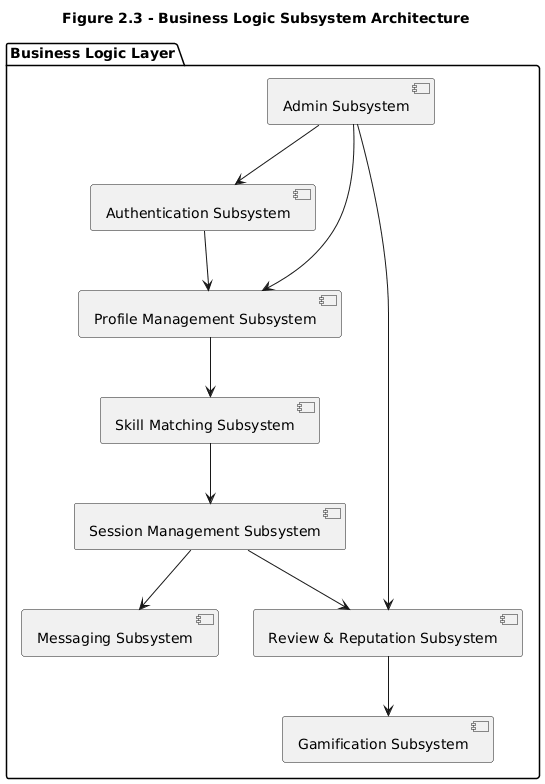 Figure 2.3 - Business Logic Subsystem Architecture
Business Logic Layer
Admin Subsystem
Authentication Subsystem
Profile Management Subsystem
Skill Matching Subsystem
Session Management Subsystem
Messaging Subsystem
Review & Reputation Subsystem
Gamification Subsystem